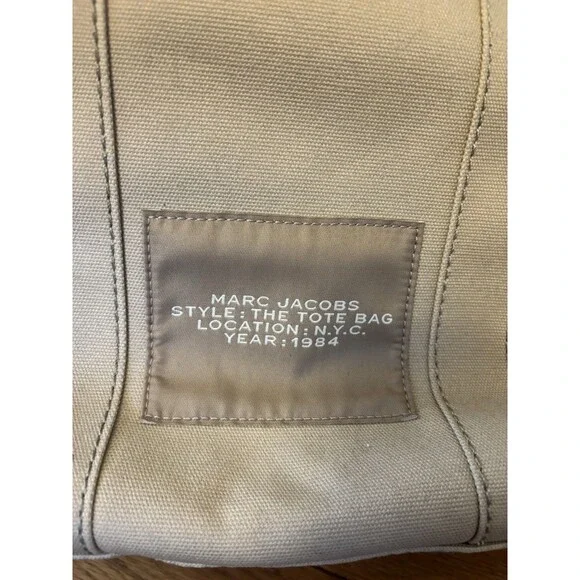 MARC JACOBS
STYLE: THE TOTE BAG
LOCATION: N.Y.C.
YEAR: 1984